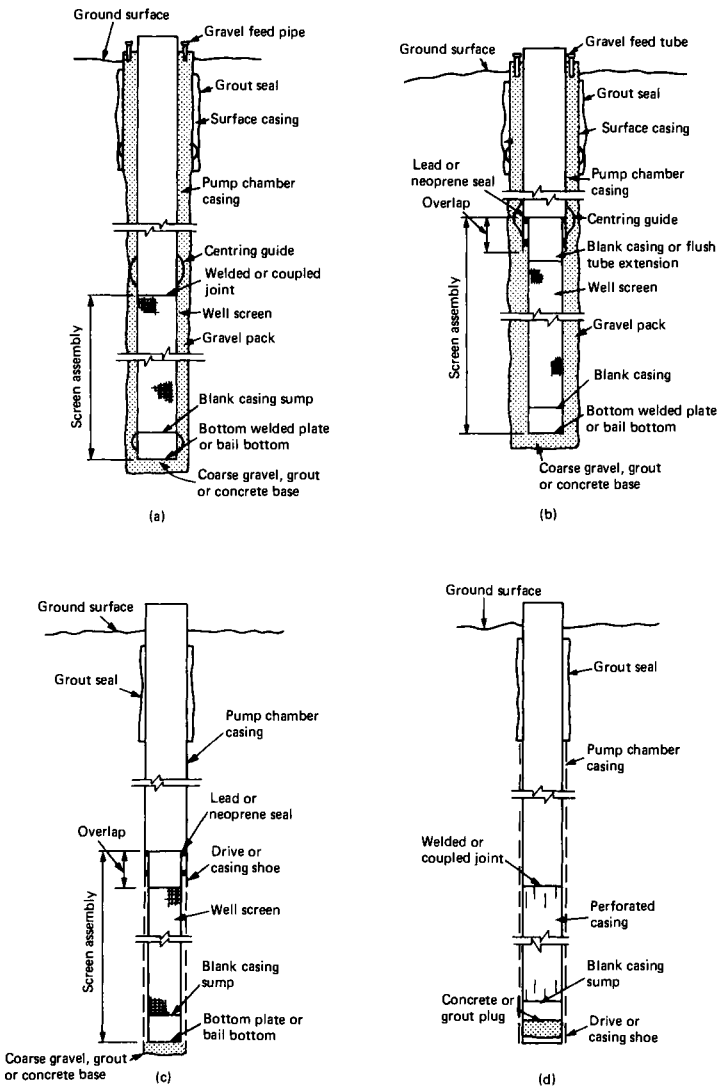 Ground surface
Gravel feed pipe
Grout seal
Surface casing
Pump chamber
casing
Centring guide
Welded or coupled
joint
Well screen
Gravel pack
Screen assembly
Blank casing sump
Bottom welded plate
or bail bottom
Coarse gravel, grout
or concrete base
(a)
Ground surface
Gravel feed tube
Grout seal
Surface casing
Lead or
neoprene seal
Pump chamber
casing
Overlap
Centring guide
Blank casing or flush
tube extension
Well screen
Screen assembly
Gravel pack
Blank casing
Bottom welded plate
or bail bottom
Coarse gravel, grout
or concrete base
(b)
Ground surface
Grout seal
Pump chamber
casing
Lead or
neoprene seal
Overlap
Drive or
casing shoe
Well screen
Screen assembly
Blank casing
sump
Bottom plate or
bail bottom
Coarse gravel, grout
or concrete base
(c)
Ground surface
Grout seal
Pump chamber
casing
Welded or
coupled joint
Perforated
casing
Blank casing
sump
Concrete or
grout plug
Drive or
casing shoe
(d)